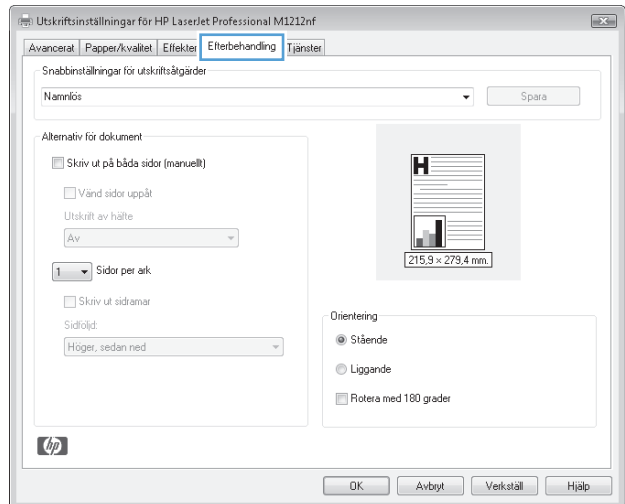 Utskriftsinställningar för HP LaserJet Professional M1212nf
Avancerat Papper/kvalitet Effekter Efterbehandling Tjänster
Snabbinställningar för utskriftsåtgärder
Namnlös
Spara
Alternativ för dokument
Skriv ut på båda sidor (manuellt)
Vänd sidor uppåt
Utskrift av häfte
Av
1 Sidor per ark
Skriv ut sidramar
Sidföljd:
Höger, sedan ned
H
215,9 × 279,4 mm.
Orientering
Stående
Liggande
Rotera med 180 grader
hp
OK Avbryt Verkställ Hjälp